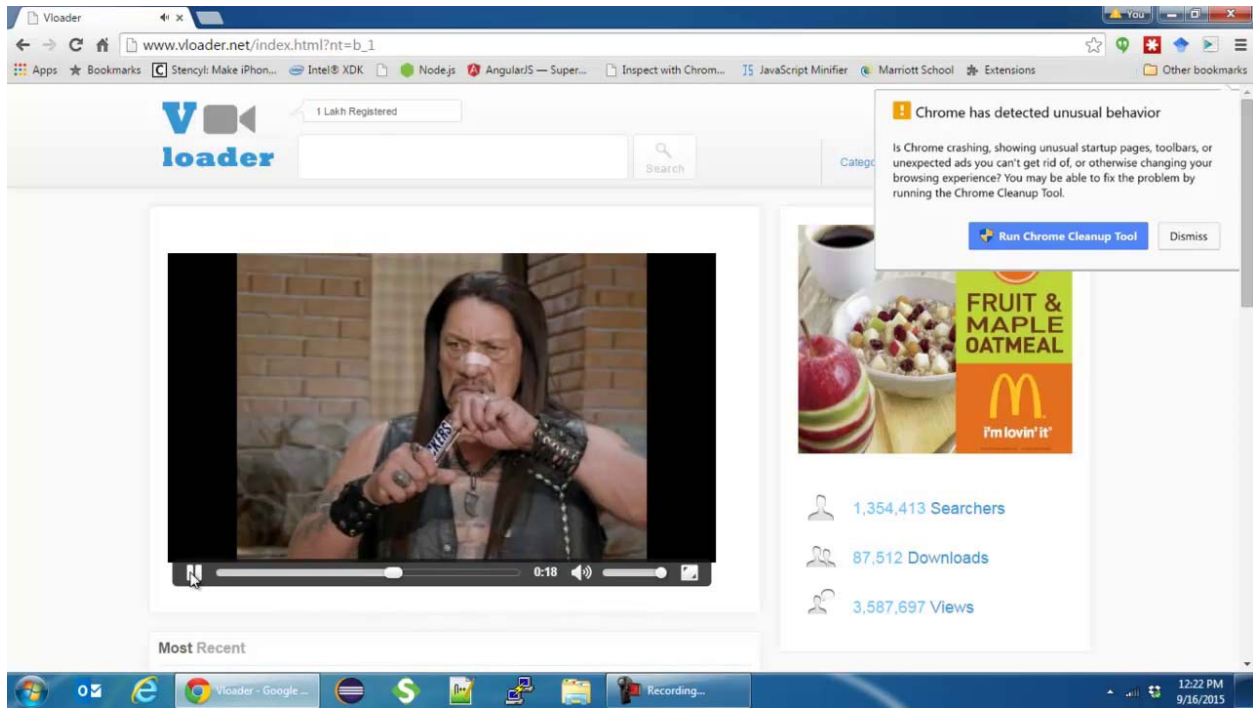 Vloader
You
www.vloader.net/index.html?nt=b_1
Apps Bookmarks Stencyl: Make iPhon... Intel® XDK Node.js AngularJS — Super... Inspect with Chrom... JS JavaScript Minifier Marriott School Extensions Other bookmarks
V
loader
1 Lakh Registered
Search
Catego
Chrome has detected unusual behavior
Is Chrome crashing, showing unusual startup pages, toolbars, or
unexpected ads you can't get rid of, or otherwise changing your
browsing experience? You may be able to fix the problem by
running the Chrome Cleanup Tool.
Run Chrome Cleanup Tool Dismiss
FRUIT &
MAPLE
OATMEAL
i'm lovin' it
1,354,413 Searchers
87,512 Downloads
3,587,697 Views
0:18
Most Recent
Vloader - Google ...
Recording...
12:22 PM
9/16/2015